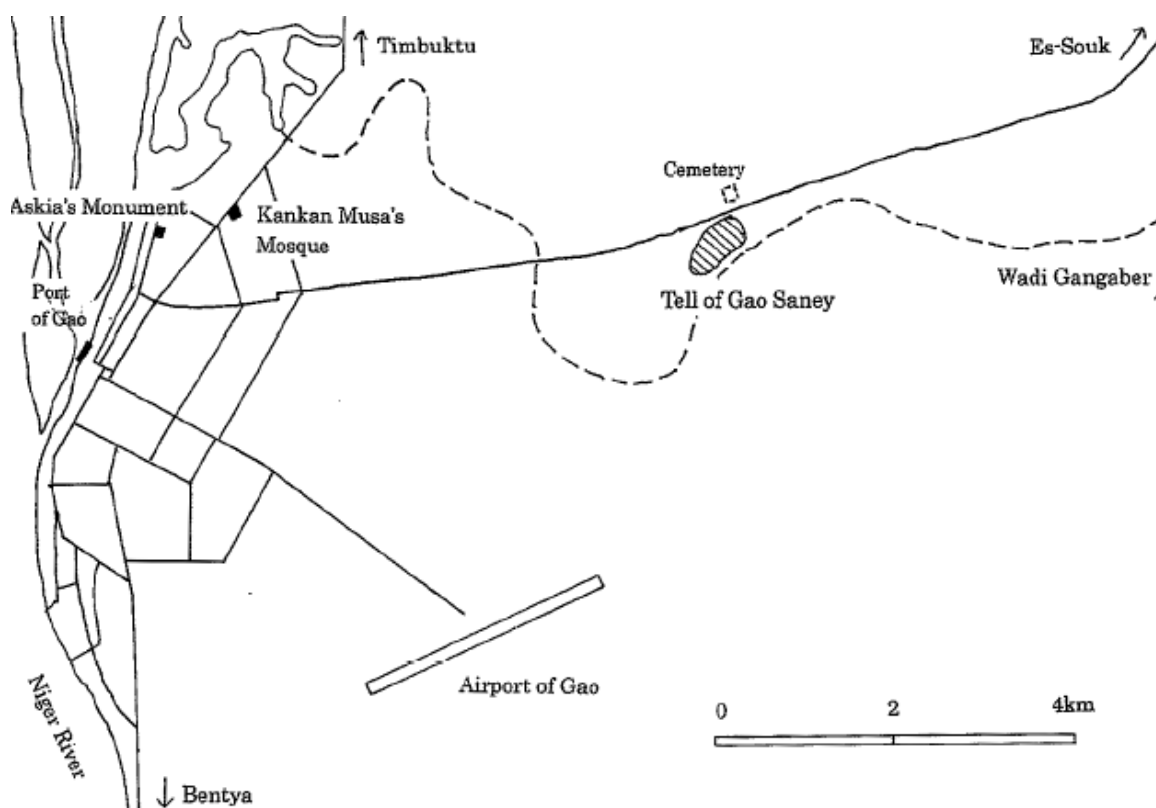 Timbuktu
Es-Souk
Cemetery
Askia's Monument
Kankan Musa's
Mosque
Port
of Gao
Tell of Gao Saney
Wadi Gangaber
Airport of Gao
0 2 4km
Niger River
Bentya